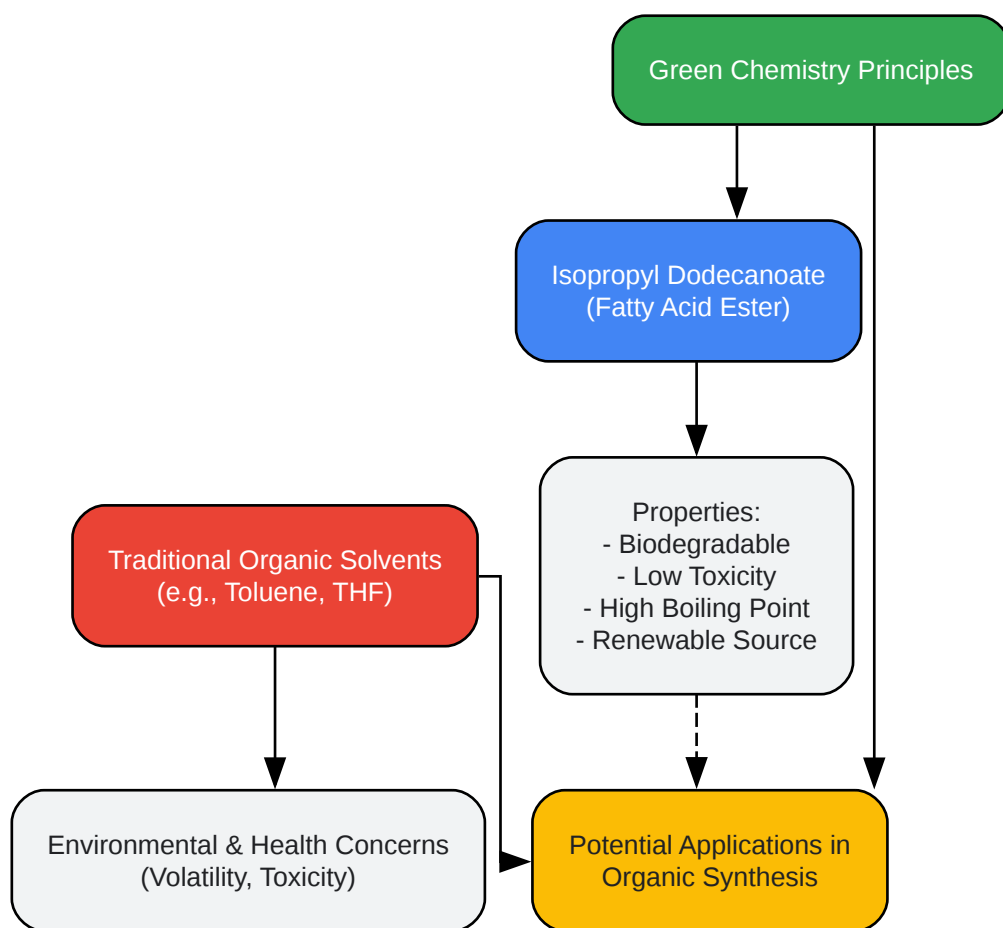 Green Chemistry Principles
Isopropyl Dodecanoate
(Fatty Acid Ester)
Properties:
- Biodegradable
- Low Toxicity
- High Boiling Point
- Renewable Source
Traditional Organic Solvents
(e.g., Toluene, THF)
Environmental & Health Concerns
(Volatility, Toxicity)
Potential Applications in
Organic Synthesis